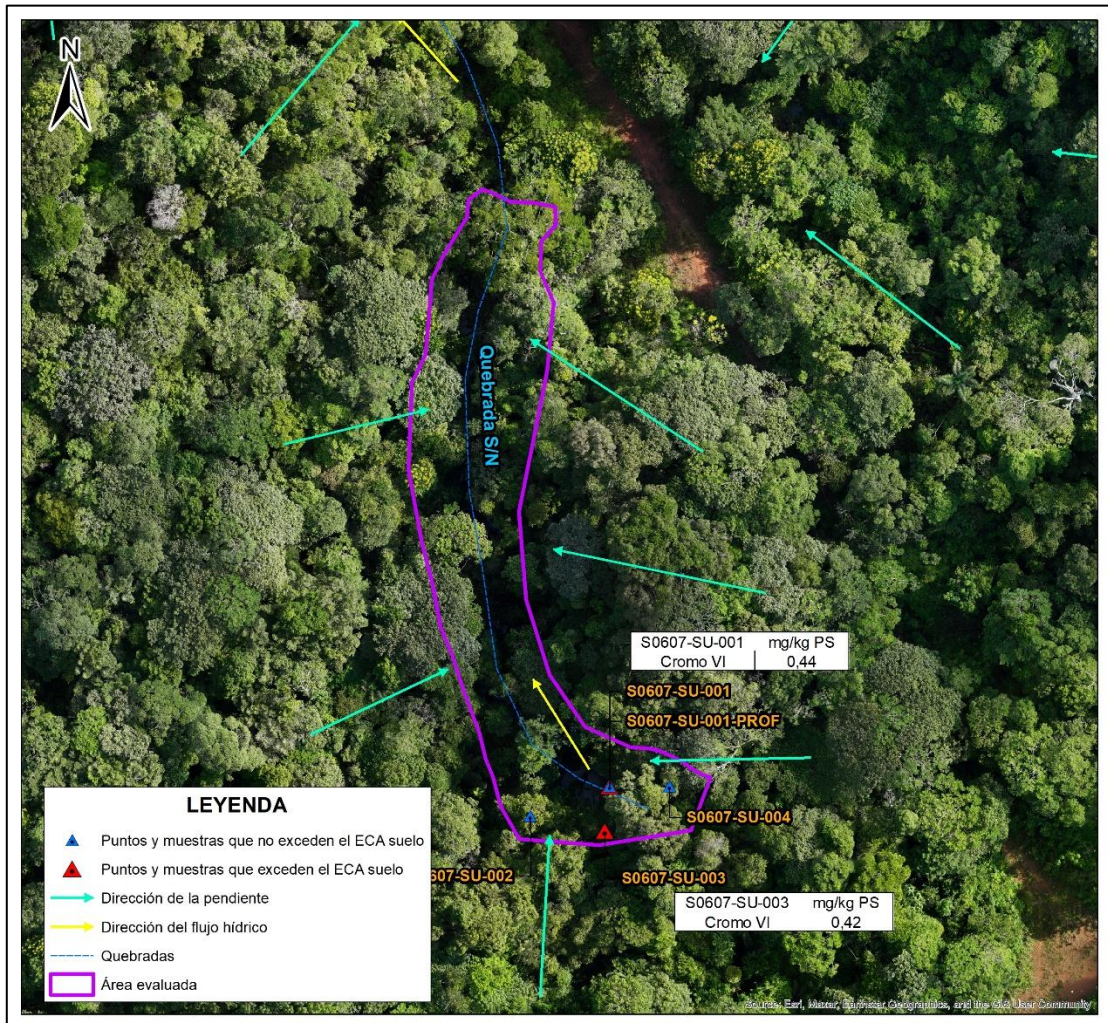 N
Quebrada S/N
S0607-SU-001 mg/kg PS
Cromo VI 0,44
S0607-SU-001
S0607-SU-001-PROF
S0607-SU-004
607-SU-002
S0607-SU-003
S0607-SU-003 mg/kg PS
Cromo VI 0,42
LEYENDA
Puntos y muestras que no exceden el ECA suelo
Puntos y muestras que exceden el ECA suelo
Dirección de la pendiente
Dirección del flujo hídrico
Quebradas
Área evaluada
Source: Esri, Maxar, Earthstar Geographics, and the GIS User Community